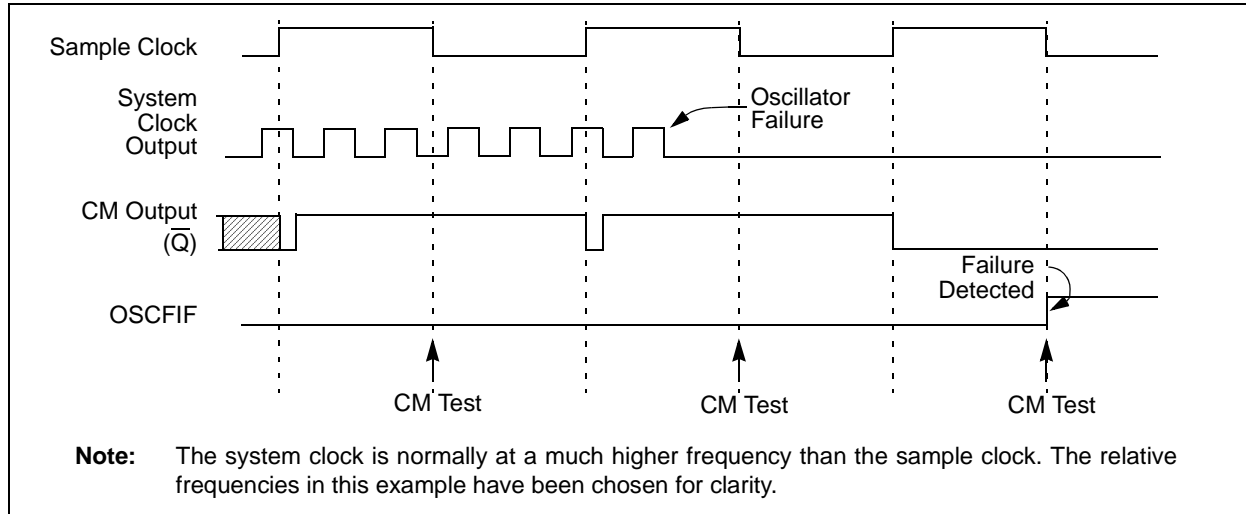 Sample Clock
System
Clock
Output
Oscillator
Failure
CM Output
(Q̅)
Failure
Detected
OSCFIF
CM Test
CM Test
CM Test
Note: The system clock is normally at a much higher frequency than the sample clock. The relative
frequencies in this example have been chosen for clarity.